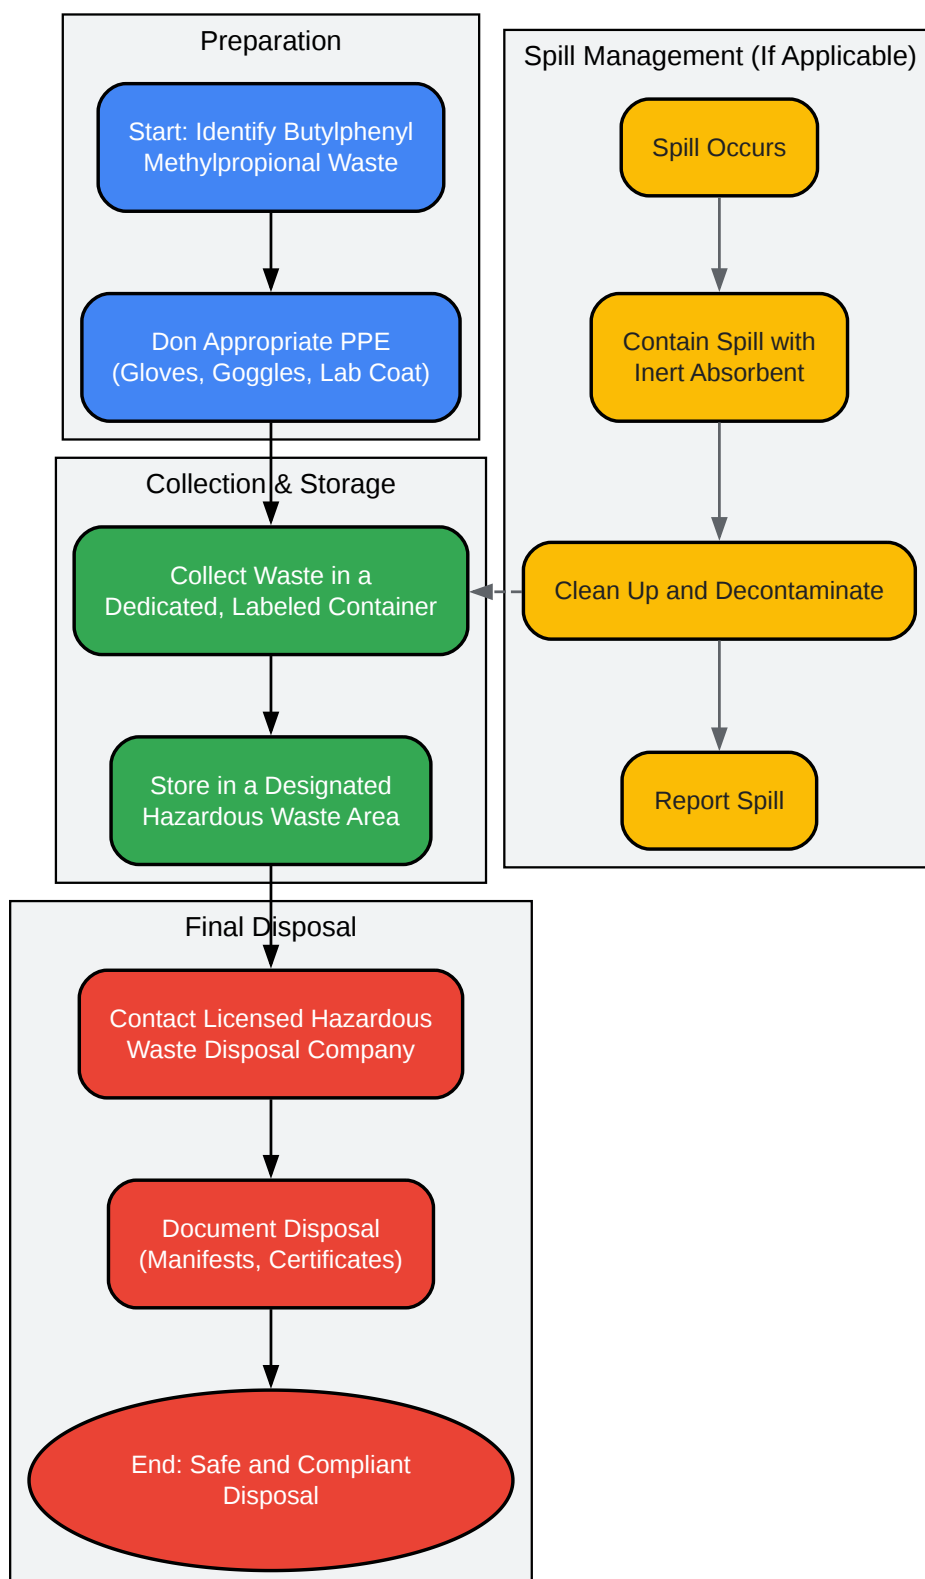 Preparation
Start: Identify Butylphenyl
Methylpropional Waste
Don Appropriate PPE
(Gloves, Goggles, Lab Coat)
Collection & Storage
Collect Waste in a
Dedicated, Labeled Container
Store in a Designated
Hazardous Waste Area
Final Disposal
Contact Licensed Hazardous
Waste Disposal Company
Document Disposal
(Manifests, Certificates)
End: Safe and Compliant
Disposal
Spill Management (If Applicable)
Spill Occurs
Contain Spill with
Inert Absorbent
Clean Up and Decontaminate
Report Spill